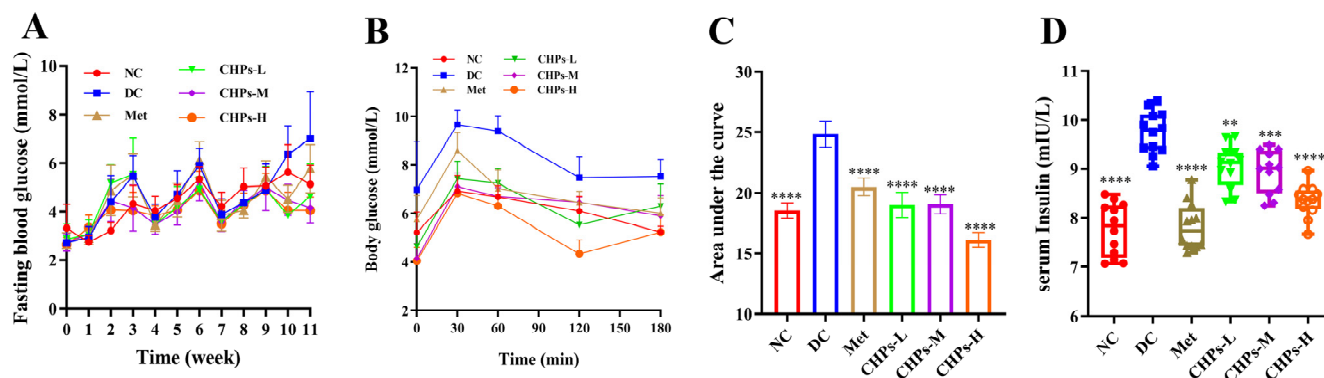 A
Fasting blood glucose (mmol/L)
10
8
6
4
2
0
NC
DC
Met
CHPs-L
CHPs-M
CHPs-H
0 1 2 3 4 5 6 7 8 9 10 11
Time (week)
B
Body glucose (mmol/L)
12
10
8
6
4
2
NC
DC
Met
CHPs-L
CHPs-M
CHPs-H
0 30 60 90 120 150 180
Time (min)
C
Area under the curve
30
25
20
15
10
****
****
****
****
****
NC
DC
Met
CHPs-L
CHPs-M
CHPs-H
D
serum Insulin (mIU/L)
11
10
9
8
7
6
****
****
**
***
****
NC
DC
Met
CHPs-L
CHPs-M
CHPs-H